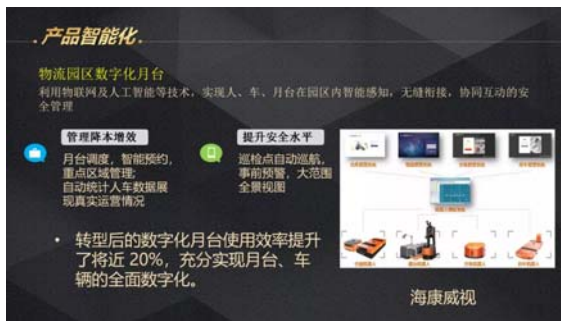 产品智能化
物流园区数字化月台
利用物联网及人工智能等技术，实现人、车、月台在园区内智能感知，无缝衔接，协同互动的安
全管理
管理降本增效
月台调度，智能预约，
重点区域管理;
自动统计人车数据展
现真实运营情况
提升安全水平
巡检点自动巡航，
事前预警，大范围
全景视图
• 转型后的数字化月台使用效率提升
了将近 20%，充分实现月台、车
辆的全面数字化。
海康威视